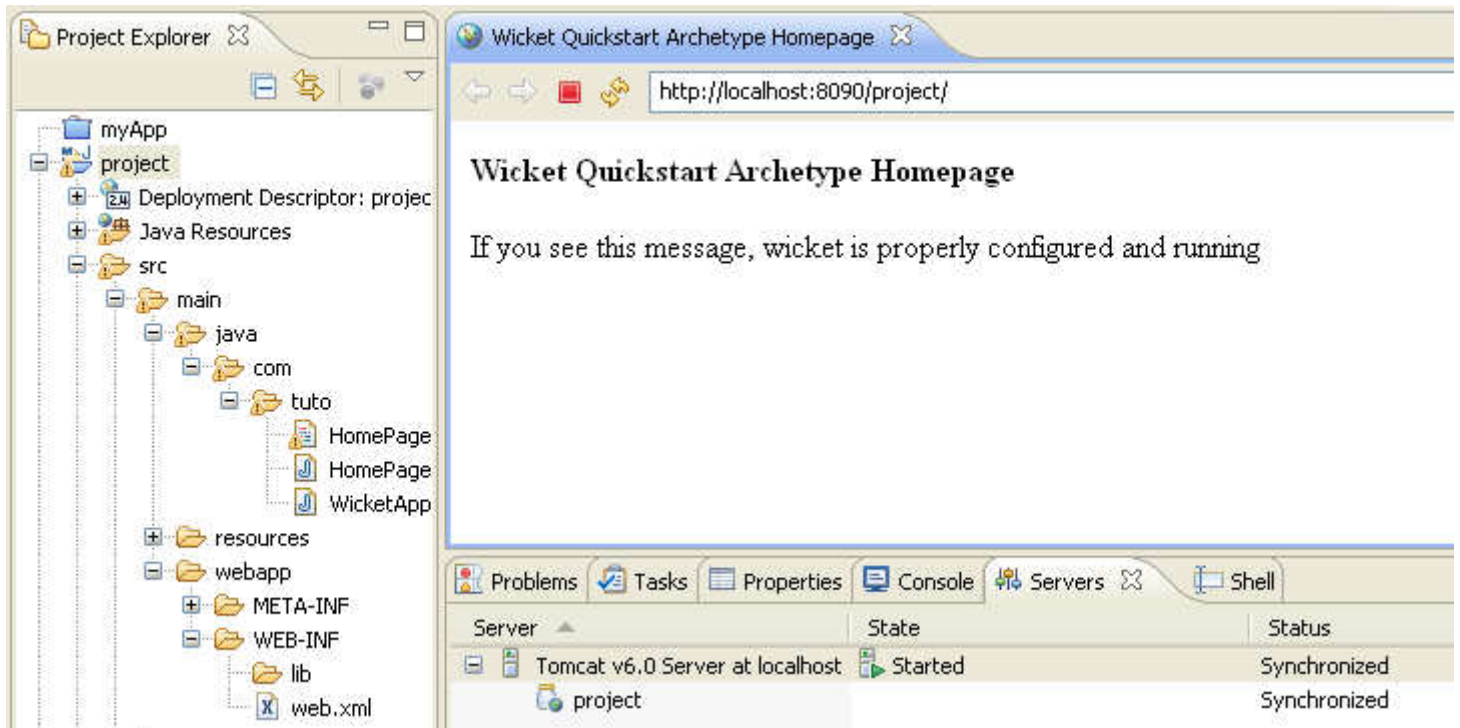 Project Explorer
myApp
project
Deployment Descriptor: projec
Java Resources
src
main
java
com
tuto
HomePage
HomePage
WicketApp
resources
webapp
META-INF
WEB-INF
lib
web.xml
Wicket Quickstart Archetype Homepage
http://localhost:8090/project/
Wicket Quickstart Archetype Homepage
If you see this message, wicket is properly configured and running
Problems Tasks Properties Console Servers Shell
Server State Status
Tomcat v6.0 Server at localhost Started Synchronized
project Synchronized